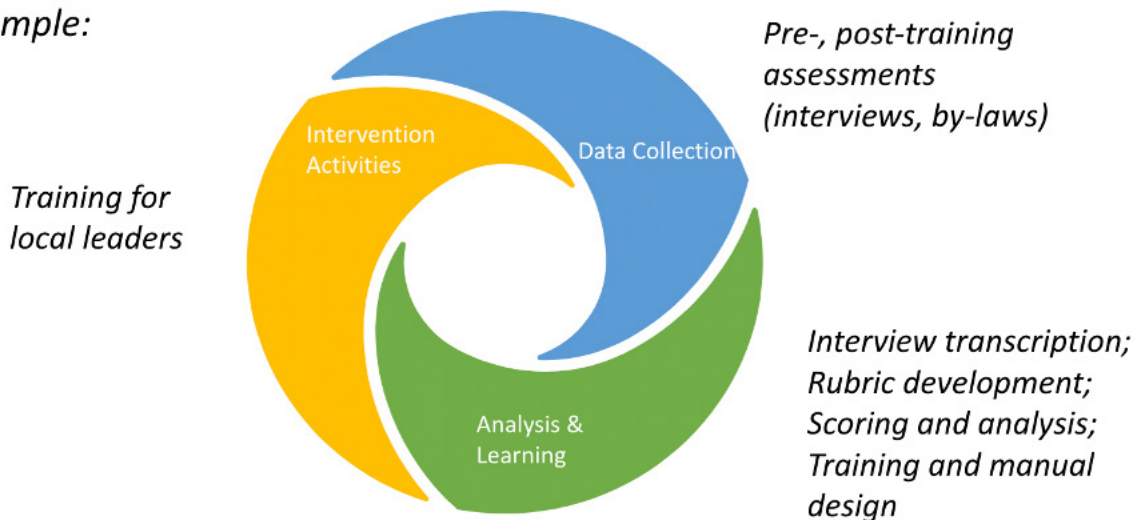 mple:
Pre-, post-training
assessments
(interviews, by-laws)
Intervention
Activities
Data Collection
Training for
local leaders
Interview transcription;
Rubric development;
Scoring and analysis;
Training and manual
design
Analysis &
Learning